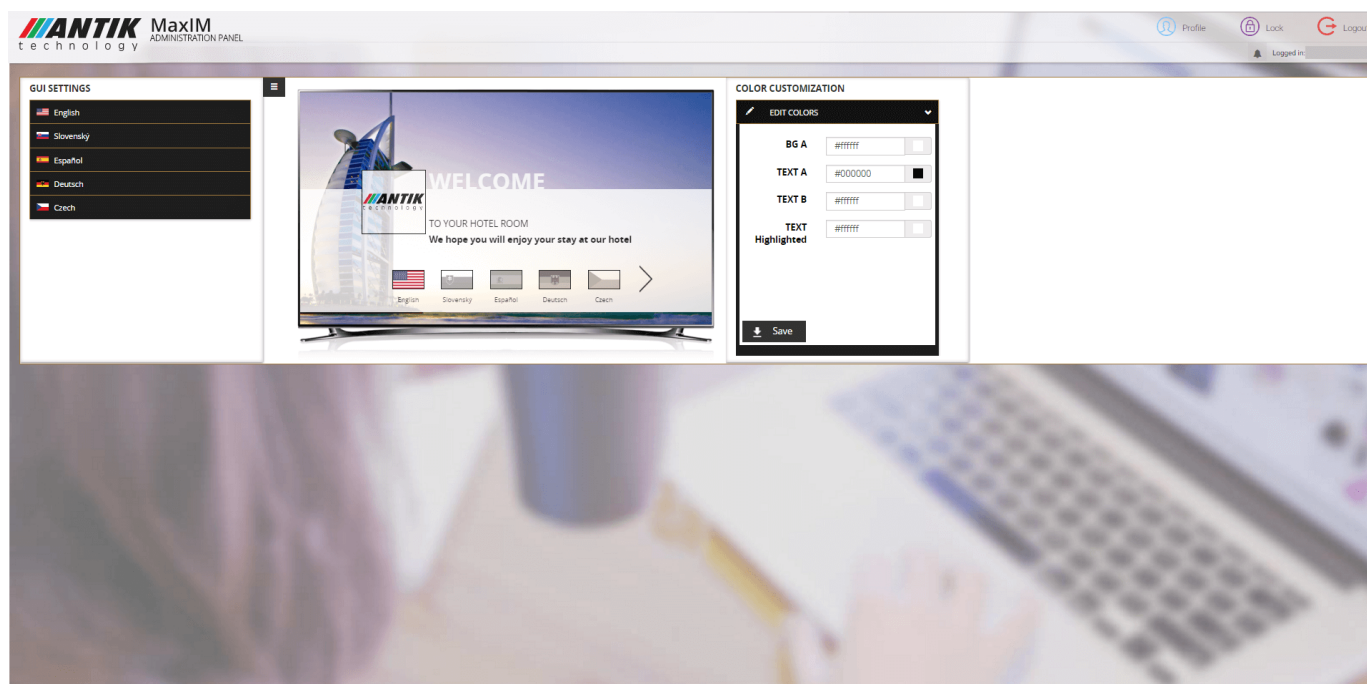 ANTIK
technology
MaxIM
ADMINISTRATION PANEL
Profile
Lock
Logou
Logged in:
GUI SETTINGS
English
Slovenský
Español
Deutsch
Czech
WELCOME
ANTIK
technology
TO YOUR HOTEL ROOM
We hope you will enjoy your stay at our hotel
English
Slovenský
Español
Deutsch
Czech
COLOR CUSTOMIZATION
EDIT COLORS
BG A #ffffff
TEXT A #000000
TEXT B #ffffff
TEXT
Highlighted #ffffff
Save